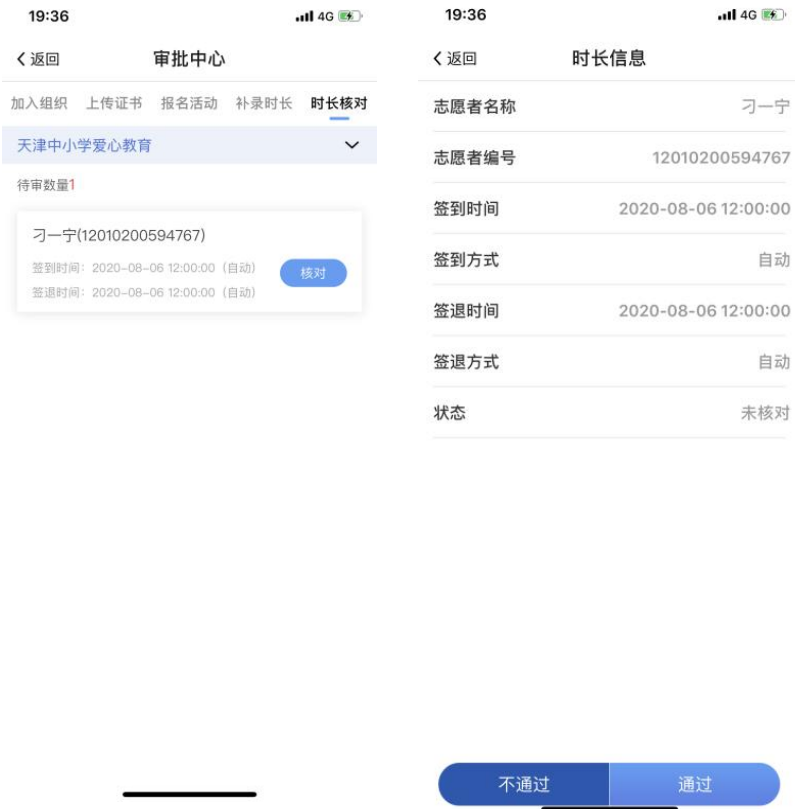 19:36
4G
返回
审批中心
加入组织 上传证书 报名活动 补录时长 时长核对
天津中小学爱心教育
待审数量1
刁一宁(12010200594767)
签到时间：2020-08-06 12:00:00（自动）
核对
签退时间：2020-08-06 12:00:00（自动）
19:36
4G
返回
时长信息
志愿者名称 刁一宁
志愿者编号 12010200594767
签到时间 2020-08-06 12:00:00
签到方式 自动
签退时间 2020-08-06 12:00:00
签退方式 自动
状态 未核对
不通过 通过